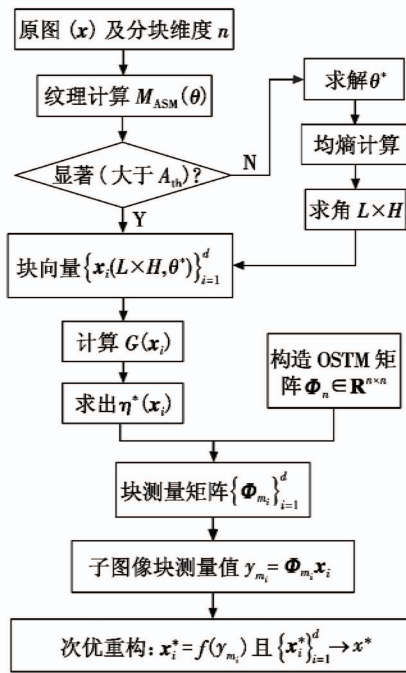 原图 (x) 及分块维度 n
纹理计算 M_ASM(θ)
显著(大于 A_th)?
N
Y
求解θ*
均熵计算
求角 L×H
块向量{x_i(L×H,θ*)}_{i=1}^d
计算 G(x_i)
求出η*(x_i)
构造 OSTM 矩
阵 Φ_n∈R^{n×n}
块测量矩阵{Φ_{m_i}}_{i=1}^d
子图像块测量值 y_{m_i}=Φ_{m_i}x_i
次优重构:x_i*=f(y_{m_i})且{x_i*}_{i=1}^d→x*